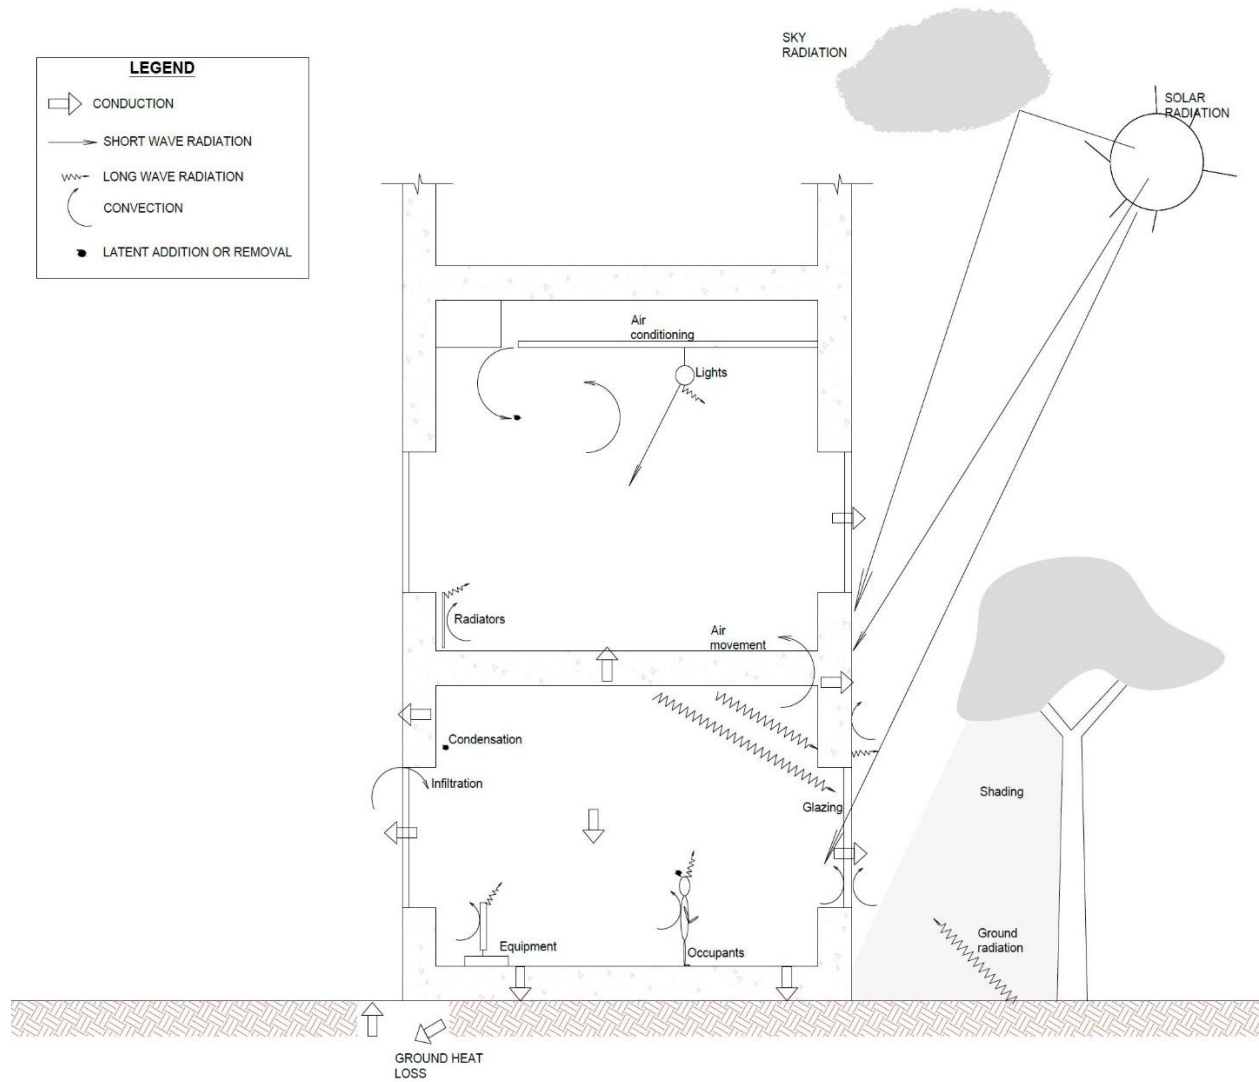 SKY
RADIATION
SOLAR
RADIATION
LEGEND
CONDUCTION
SHORT WAVE RADIATION
LONG WAVE RADIATION
CONVECTION
LATENT ADDITION OR REMOVAL
Air
conditioning
Lights
Radiators
Air
movement
Condensation
Infiltration
Glazing
Shading
Equipment
Occupants
Ground
radiation
GROUND HEAT
LOSS